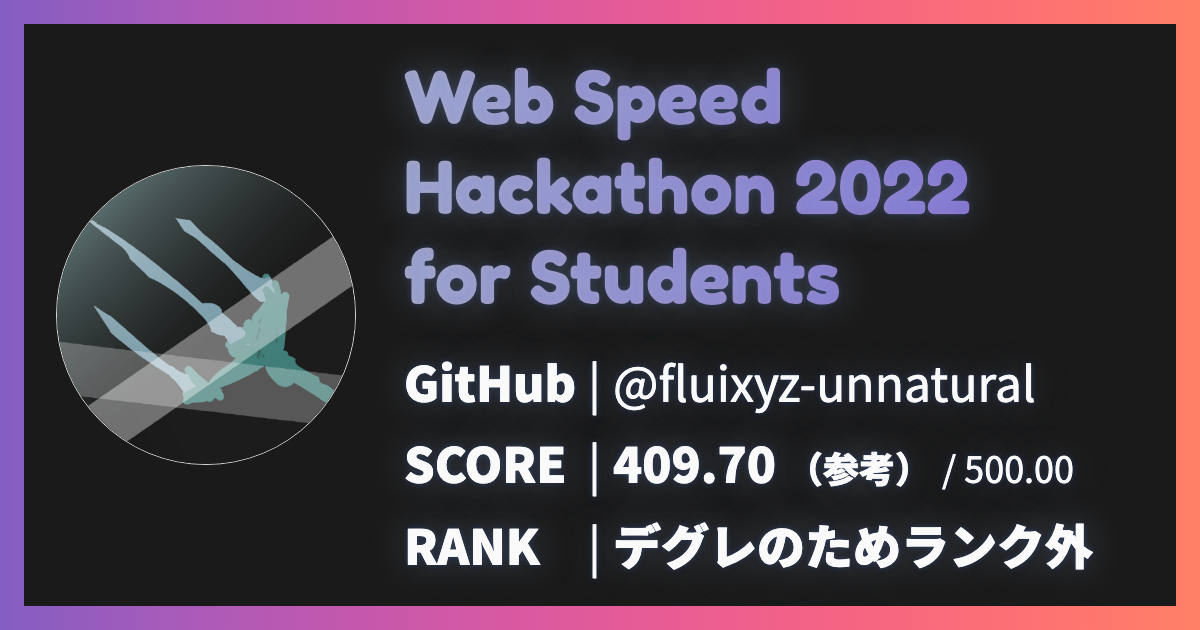 Web Speed
Hackathon 2022
for Students
GitHub | @fluixyz-unnatural
SCORE | 409.70 （参考） / 500.00
RANK | デグレのためランク外